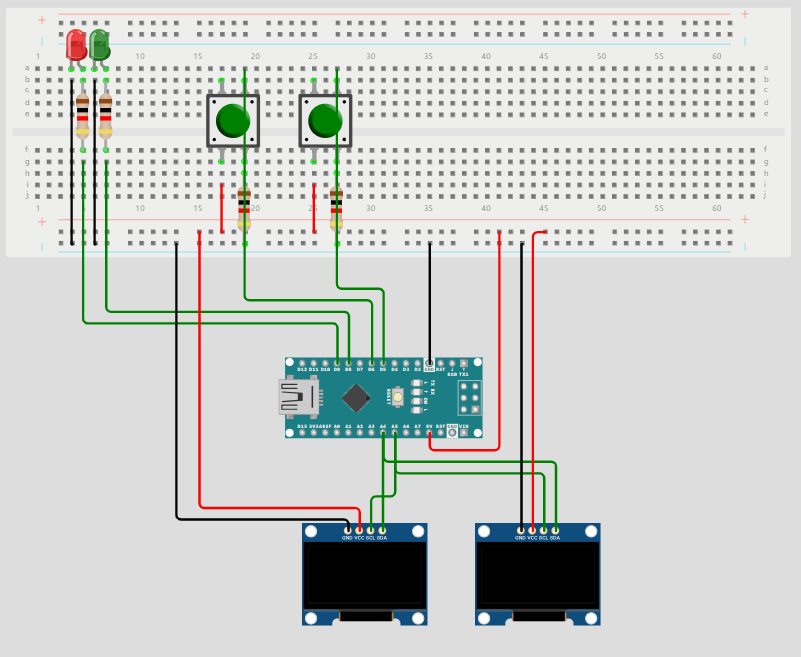 + +
1 10 15 20 25 30 35 40 45 50 55 60
a a
b b
c c
d d
e e
f f
g g
h h
i i
j j
1 10 15 20 25 30 35 40 45 50 55 60
+ +
D12 D11 D10 D9 D8 D7 D6 D5 D4 D3 D2 GND RST
RX0 TX1
RESET
TX RX ON L
D13 3V3 AREF A0 A1 A2 A3 A4 A5 A6 A7 5V RST GND VIN
GND VCC SCL SDA
GND VCC SCL SDA